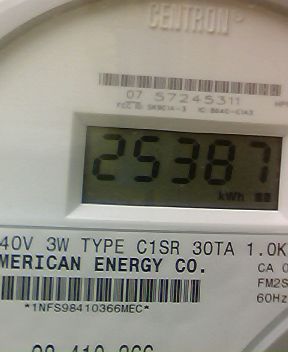 CENTRON®
07 57245311
25387
kWh
40V 3W TYPE C1SR 30TA 1.0K
MERICAN ENERGY CO.
CA 0
FM2S
60Hz
*1NFS98410366MEC*